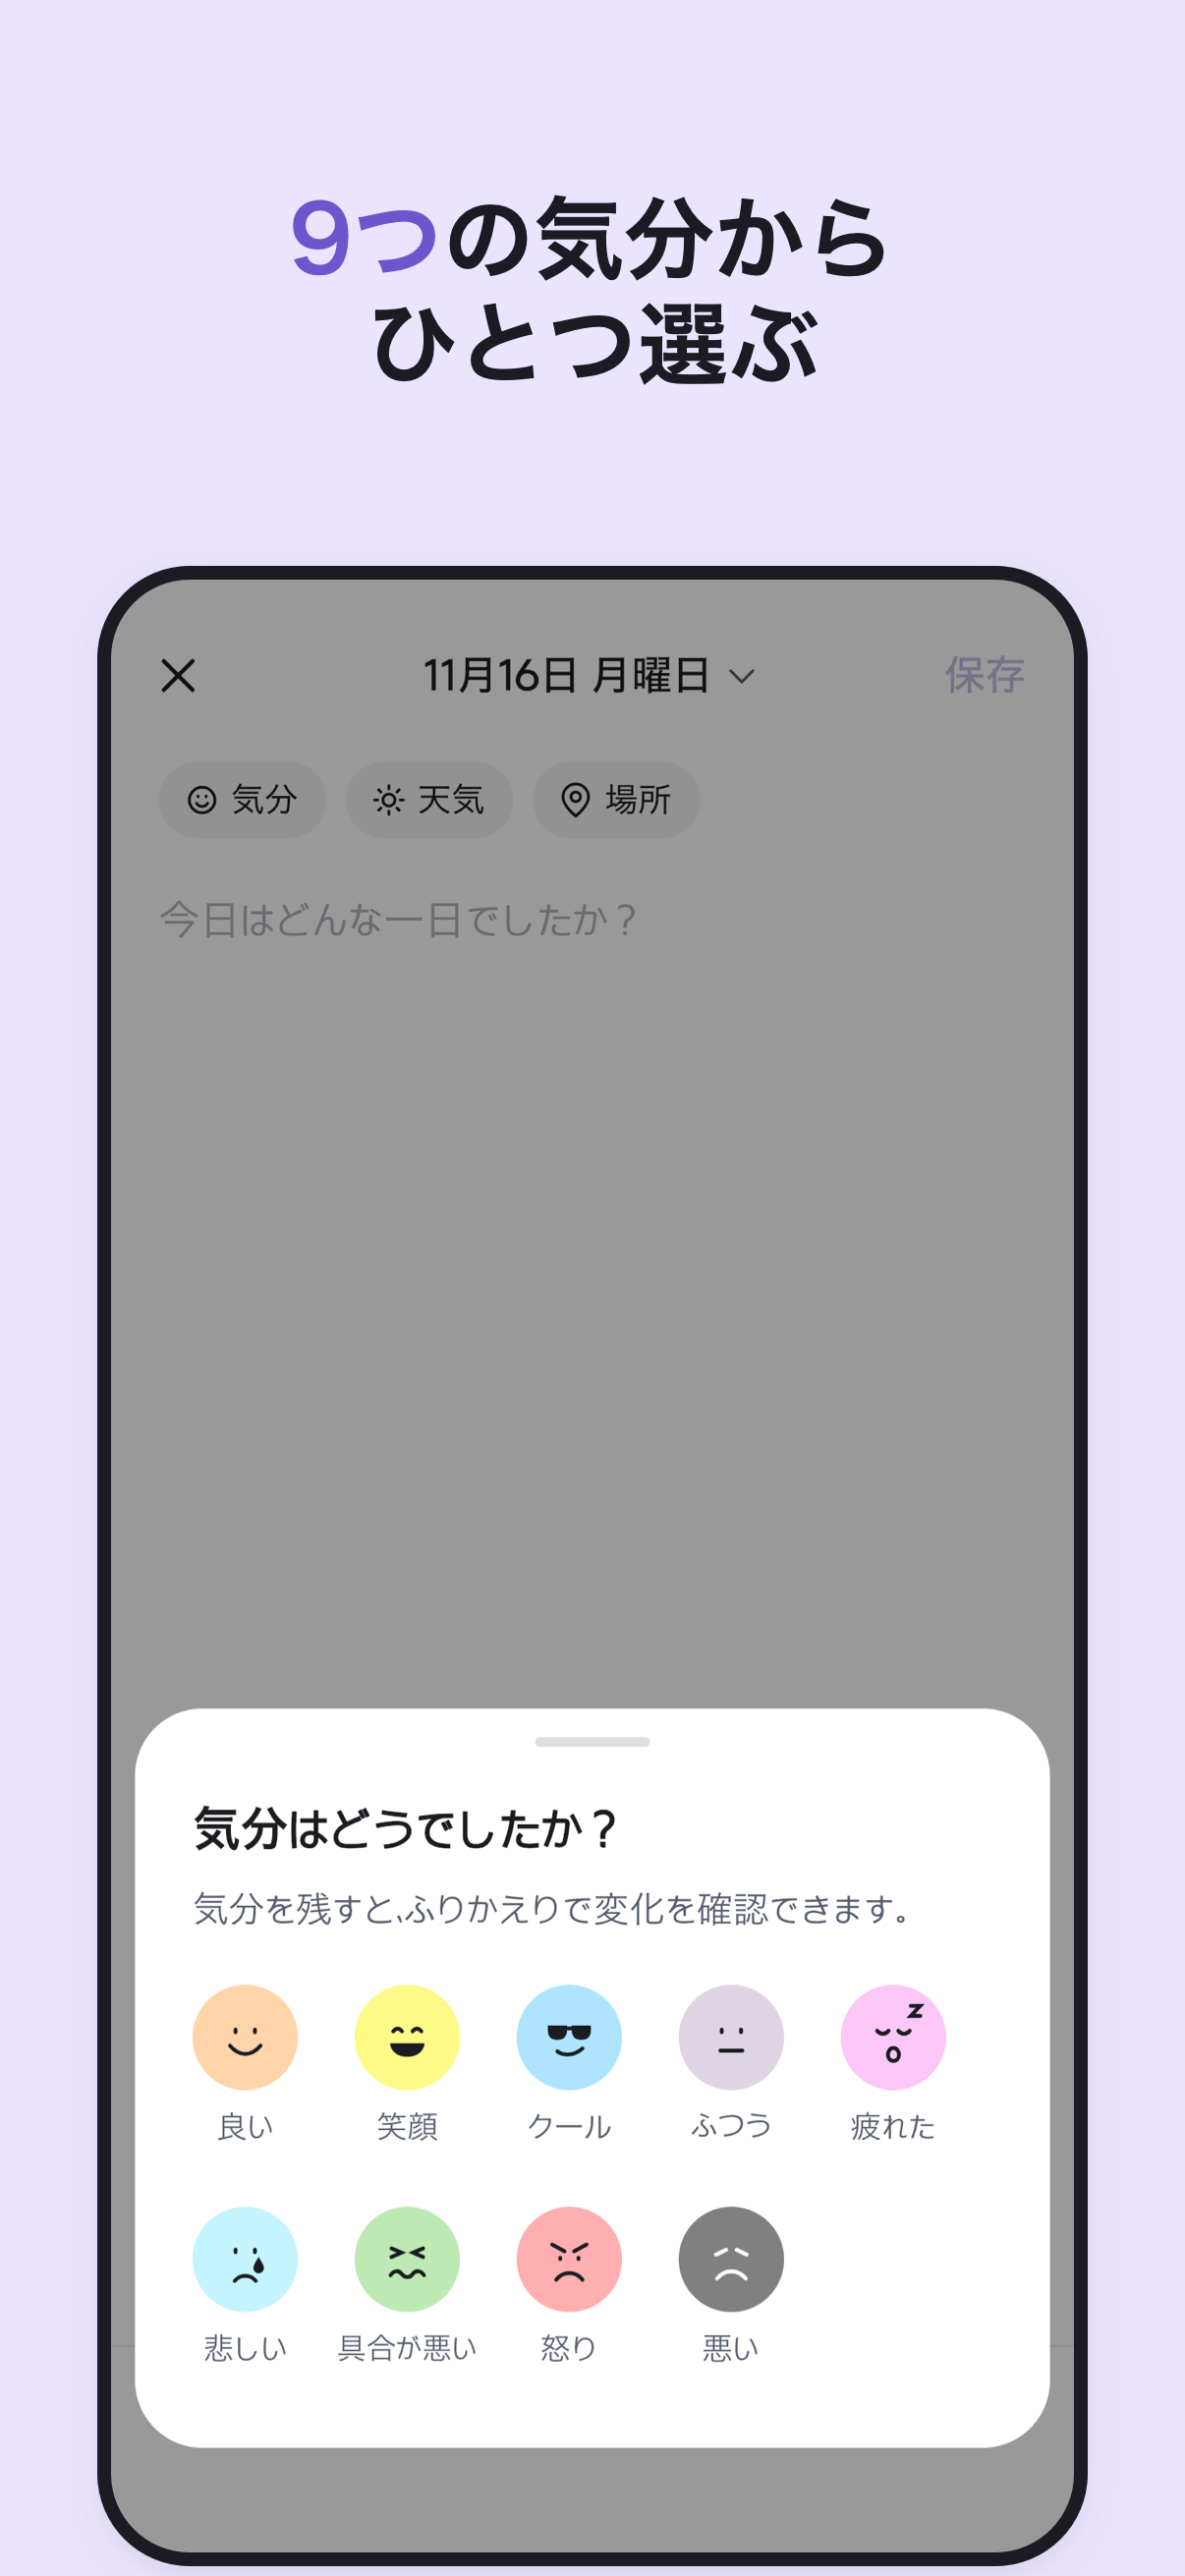 9つの気分から
ひとつ選ぶ
11月16日 月曜日
保存
気分 天気 場所
今日はどんな一日でしたか？
気分はどうでしたか？
気分を残すと、ふりかえりで変化を確認できます。
良い 笑顔 クール ふつう 疲れた
悲しい 具合が悪い 怒り 悪い